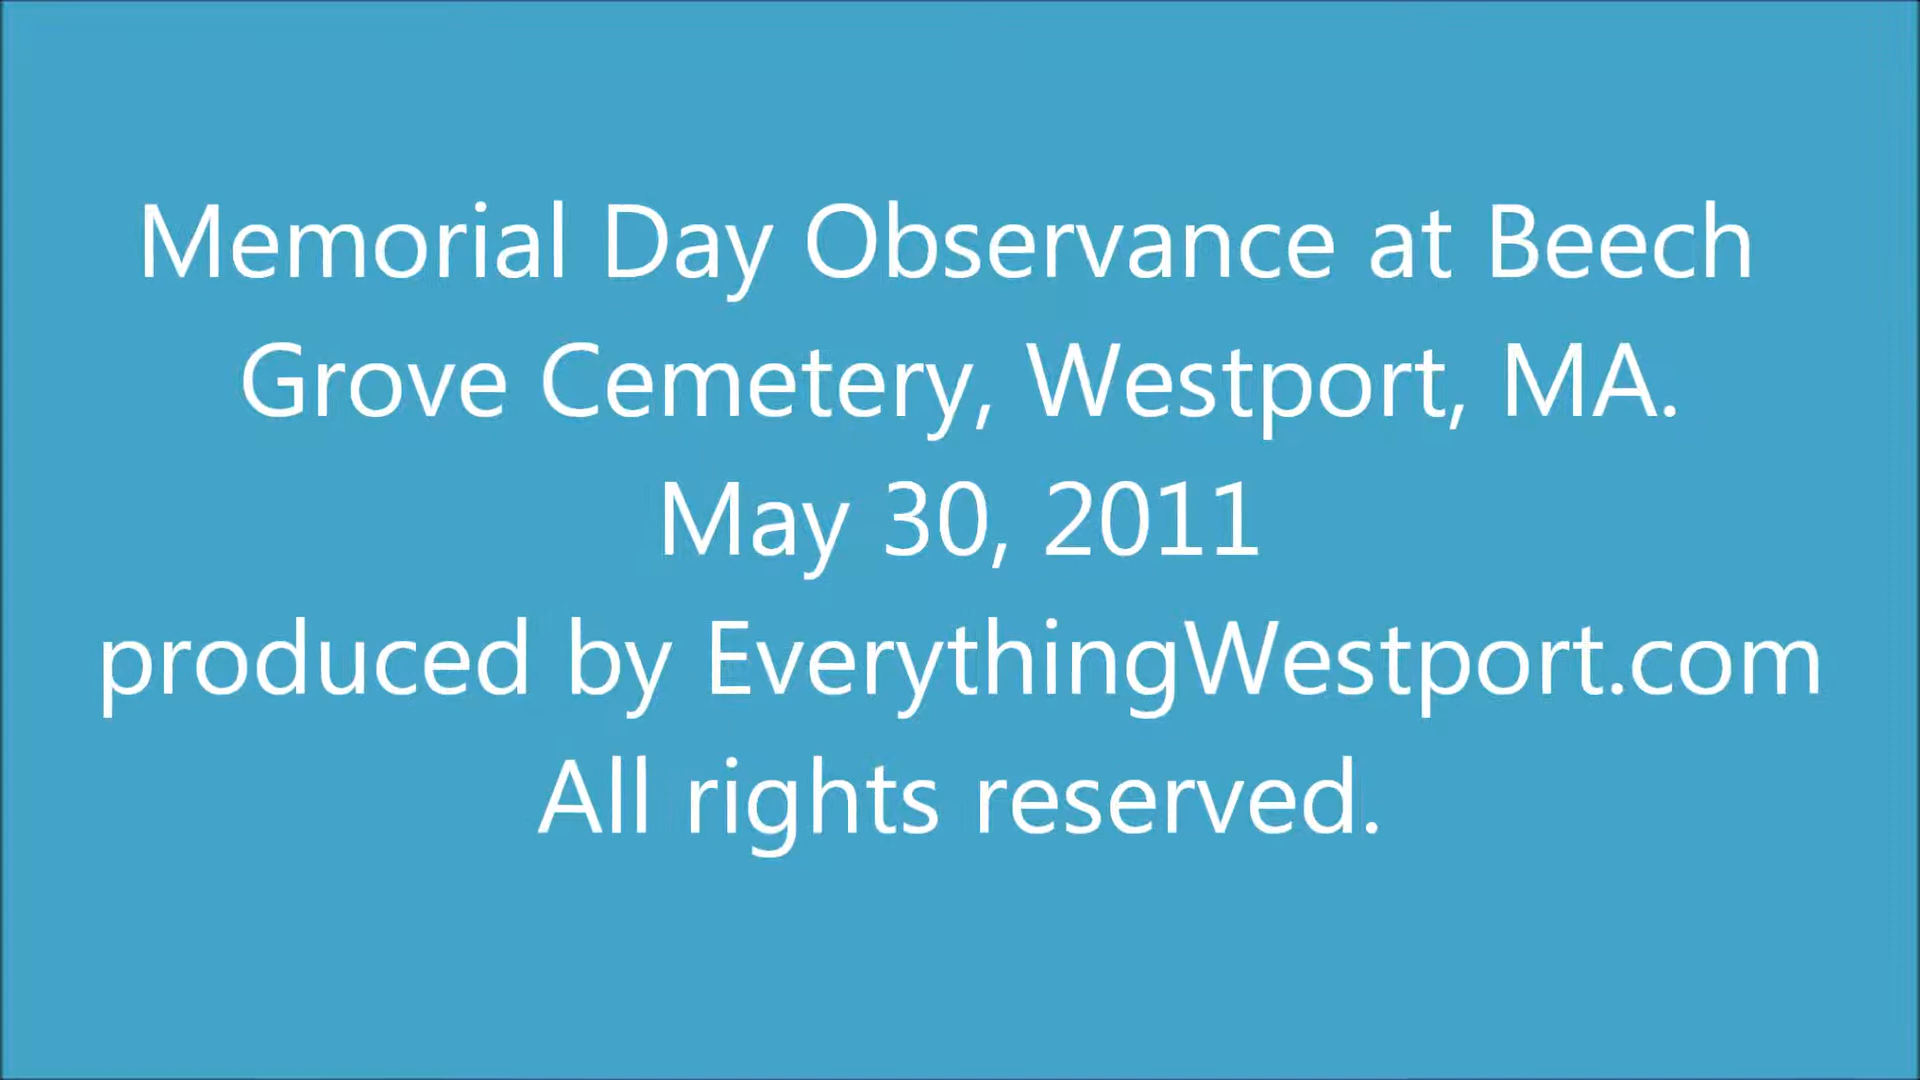 Memorial Day Observance at Beech
Grove Cemetery, Westport, MA.
May 30, 2011
produced by EverythingWestport.com
All rights reserved.